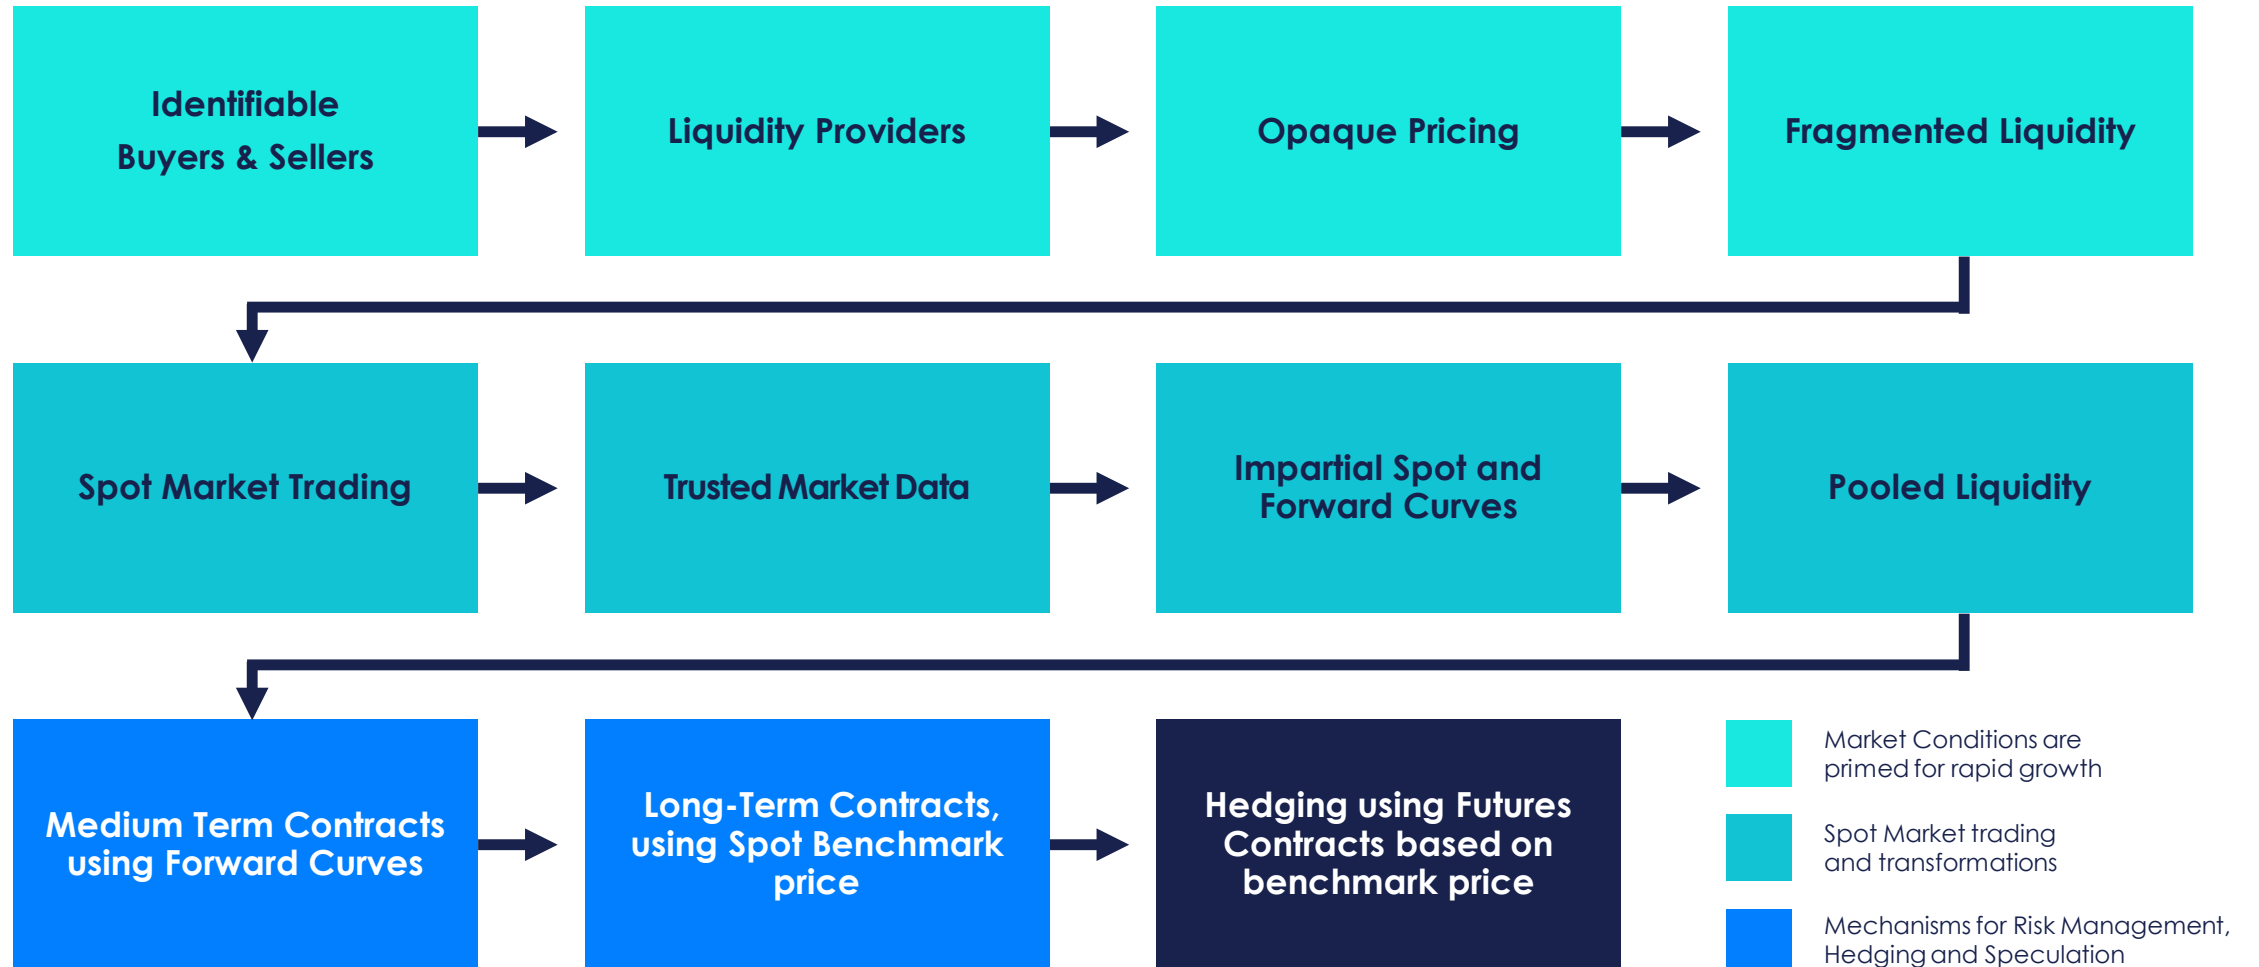 Identifiable
Buyers & Sellers
Liquidity Providers
Opaque Pricing
Fragmented Liquidity
Spot Market Trading
Trusted Market Data
Impartial Spot and
Forward Curves
Pooled Liquidity
Medium Term Contracts
using Forward Curves
Long-Term Contracts,
using Spot Benchmark
price
Hedging using Futures
Contracts based on
benchmark price
Market Conditions are
primed for rapid growth
Spot Market trading
and transformations
Mechanisms for Risk Management,
Hedging and Speculation